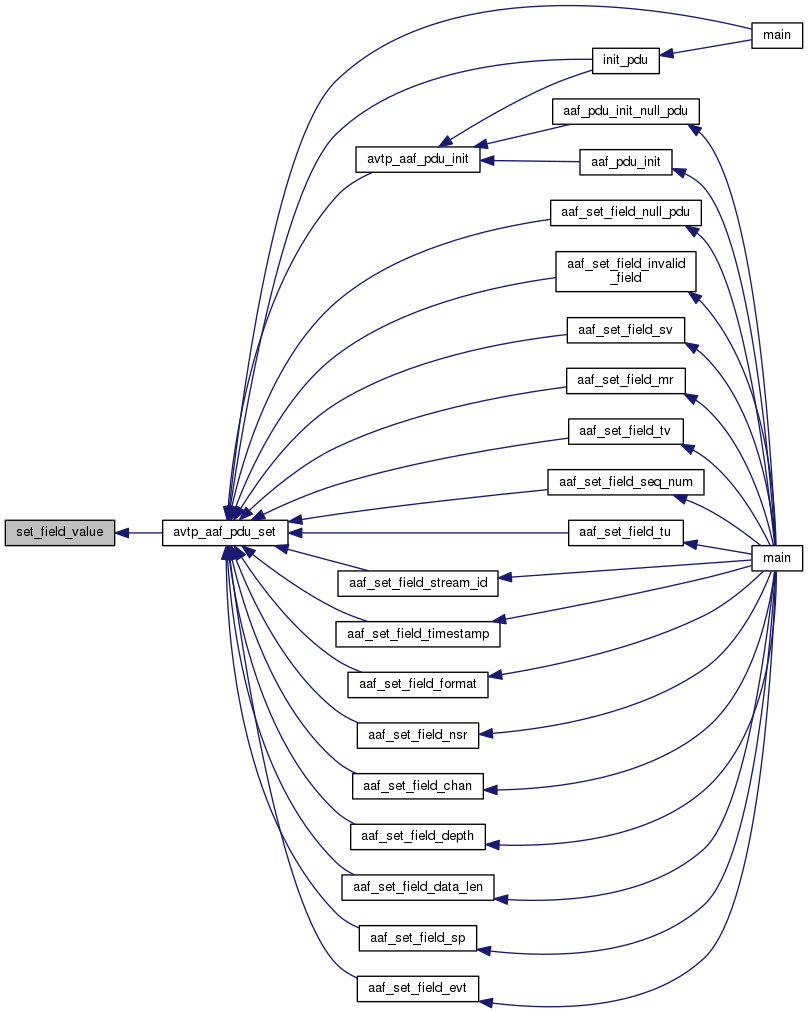 main
init_pdu
aaf_pdu_init_null_pdu
avtp_aaf_pdu_init
aaf_pdu_init
aaf_set_field_null_pdu
aaf_set_field_invalid
_field
aaf_set_field_sv
aaf_set_field_mr
aaf_set_field_tv
aaf_set_field_seq_num
set_field_value
avtp_aaf_pdu_set
aaf_set_field_tu
main
aaf_set_field_stream_id
aaf_set_field_timestamp
aaf_set_field_format
aaf_set_field_nsr
aaf_set_field_chan
aaf_set_field_depth
aaf_set_field_data_len
aaf_set_field_sp
aaf_set_field_evt